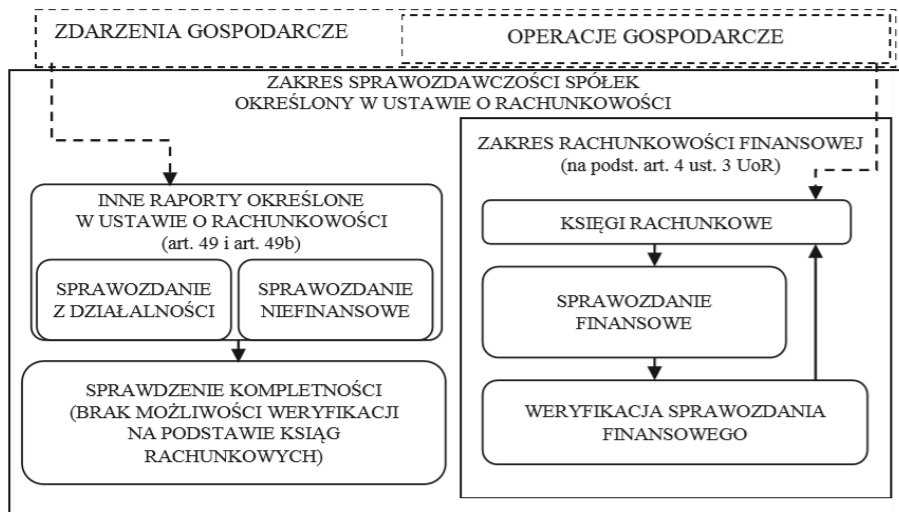 ZDARZENIA GOSPODARCZE
OPERACJE GOSPODARCZE
ZAKRES SPRAWOZDAWCZOŚCI SPÓŁEK
OKREŚLONY W USTAWIE O RACHUNKOWOŚCI
INNE RAPORTY OKREŚLONE
W USTAWIE O RACHUNKOWOŚCI
(art. 49 i art. 49b)
SPRAWOZDANIE
Z DZIAŁALNOŚCI
SPRAWOZDANIE
NIEFINANSOWE
SPRAWDZENIE KOMPLETNOŚCI
(BRAK MOŻLIWOŚCI WERYFIKACJI
NA PODSTAWIE KSIĄG
RACHUNKOWYCH)
ZAKRES RACHUNKOWOŚCI FINANSOWEJ
(na podst. art. 4 ust. 3 UoR)
KSIĘGI RACHUNKOWE
SPRAWOZDANIE
FINANSOWE
WERYFIKACJA SPRAWOZDANIA
FINANSOWEGO